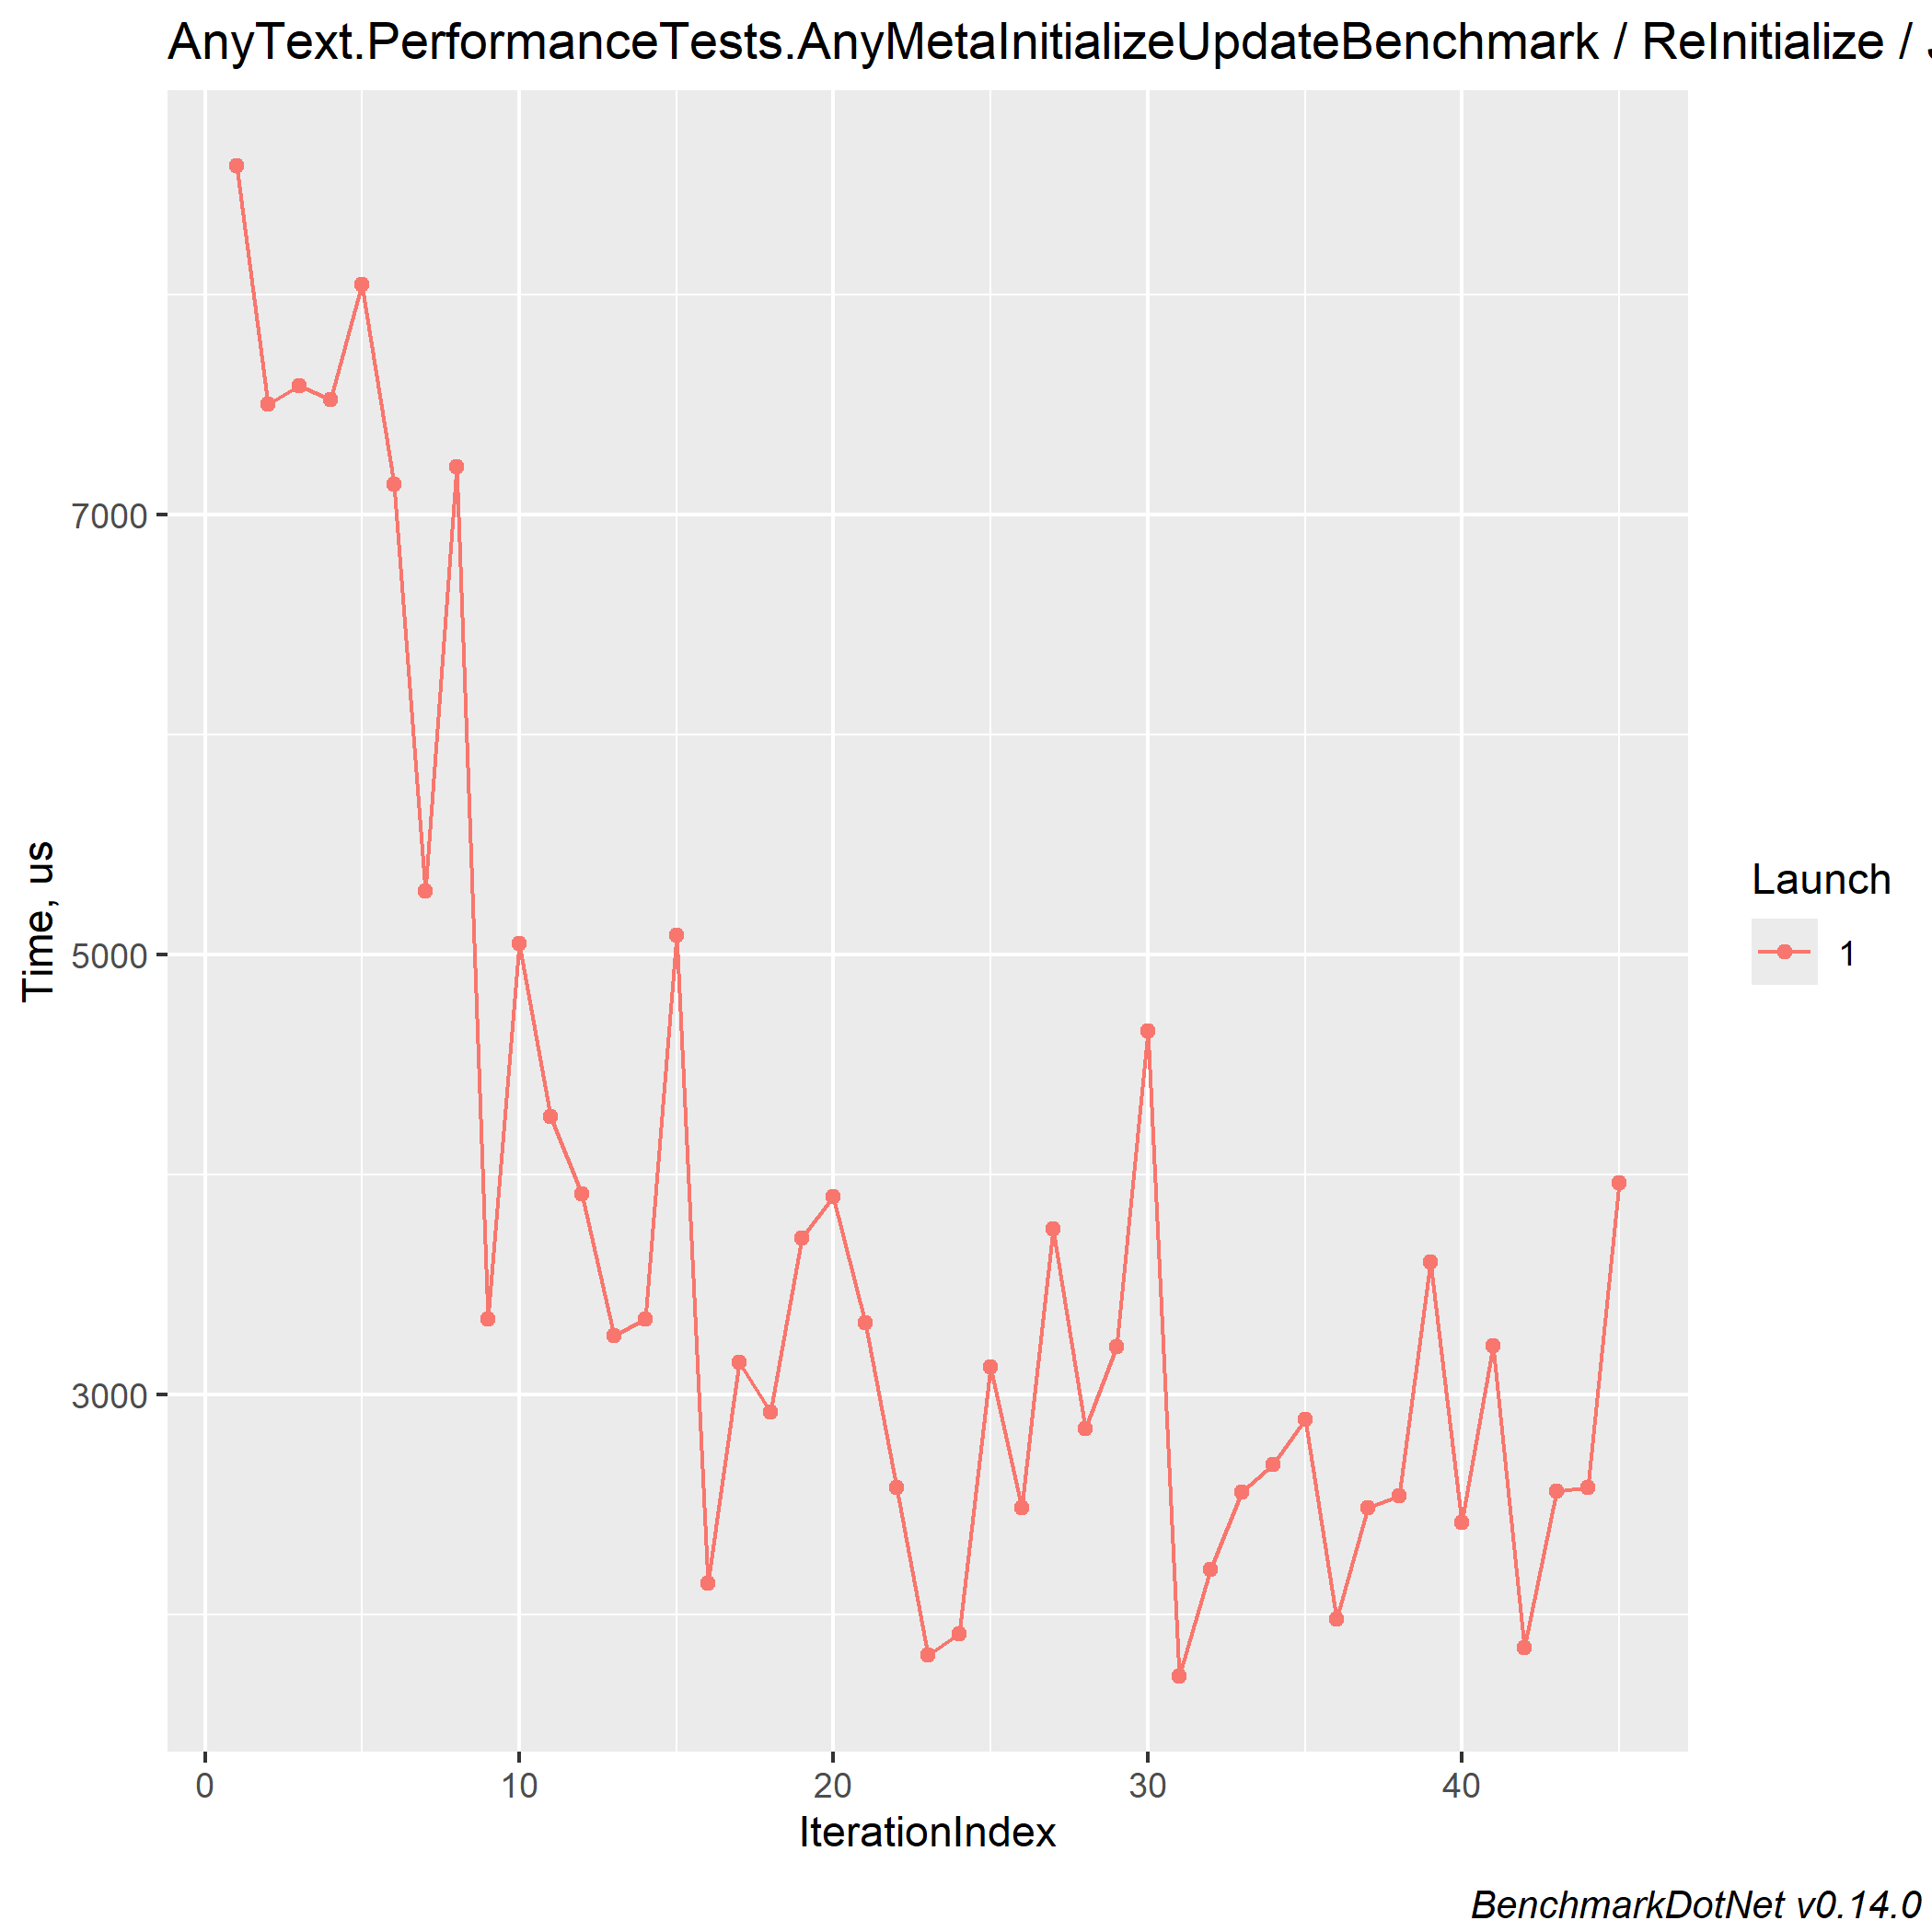 AnyText.PerformanceTests.AnyMetaInitializeUpdateBenchmark / ReInitialize /
Time, us
7000
5000
3000
0 10 20 30 40
IterationIndex
Launch
1
BenchmarkDotNet v0.14.0